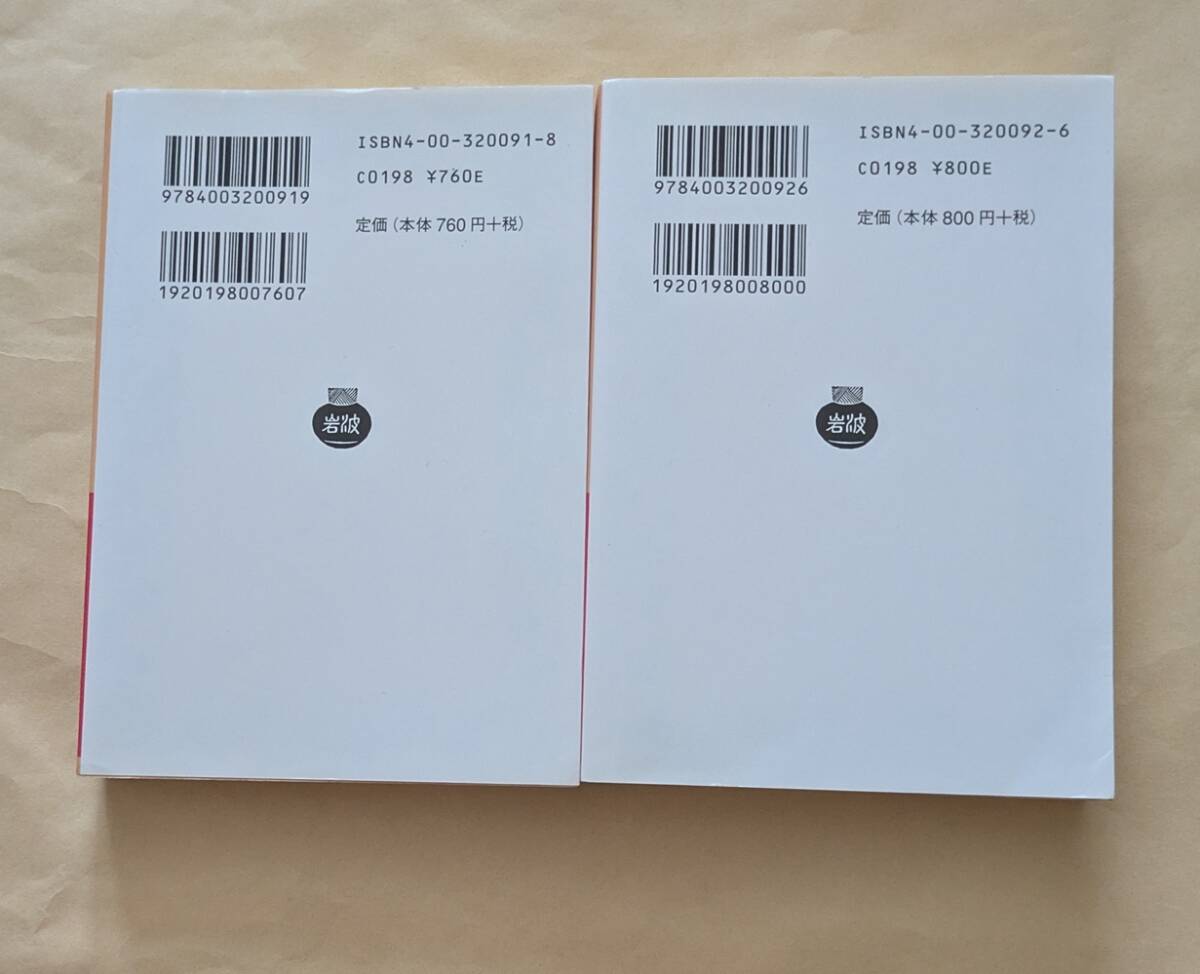 ISBN4-00-320091-8
C0198 ¥760E
9784003200919
定価（本体 760 円＋税）
1920198007607
岩波
ISBN4-00-320092-6
C0198 ¥800E
9784003200926
定価（本体 800 円＋税）
1920198008000
岩波